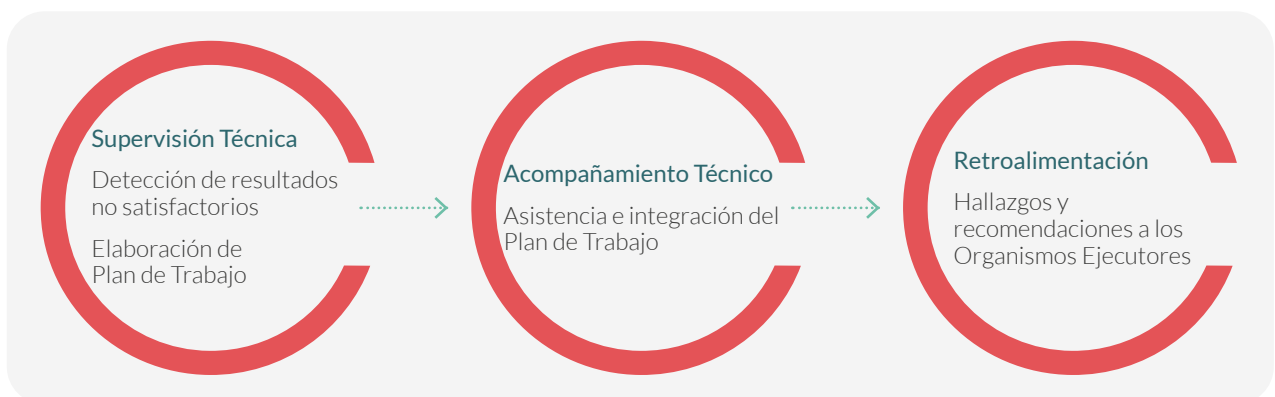 Supervisión Técnica
Detección de resultados
no satisfactorios
Elaboración de
Plan de Trabajo
Acompañamiento Técnico
Asistencia e integración del
Plan de Trabajo
Retroalimentación
Hallazgos y
recomendaciones a los
Organismos Ejecutores